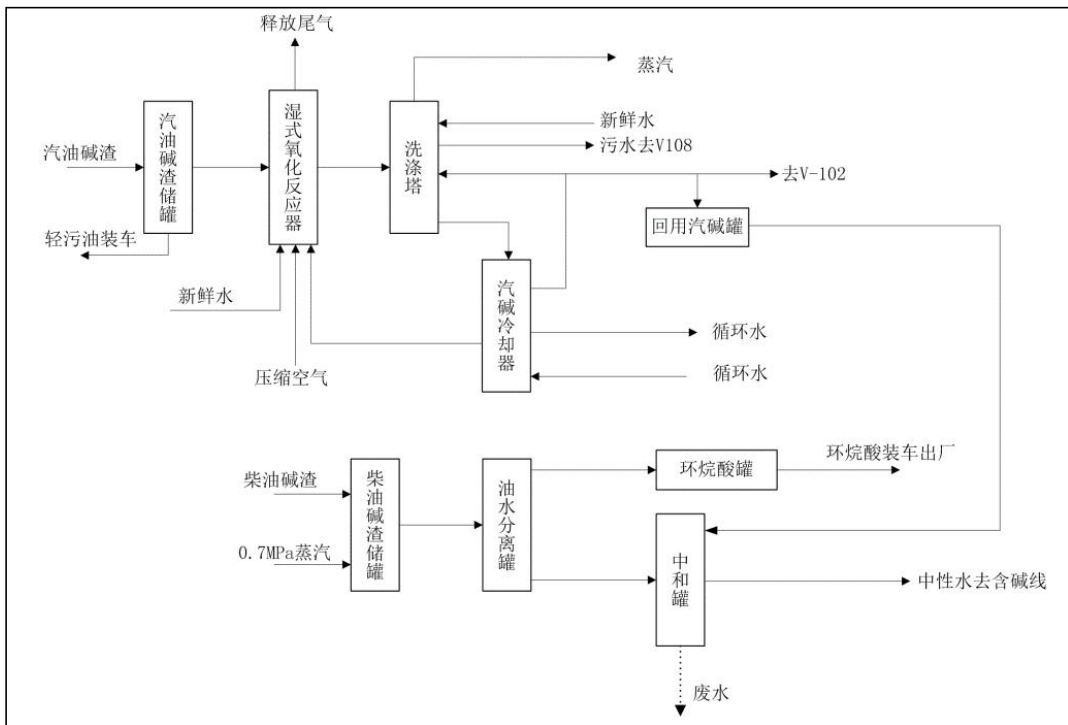 释放尾气
蒸汽
汽油碱渣
汽油碱渣储罐
湿式氧化反应器
洗涤塔
新鲜水
污水去V108
去V-102
回用汽碱罐
轻污油装车
新鲜水
压缩空气
汽碱冷却器
循环水
循环水
柴油碱渣
0.7MPa蒸汽
柴油碱渣储罐
油水分离罐
环烷酸罐
环烷酸装车出厂
中和罐
中性水去含碱线
废水